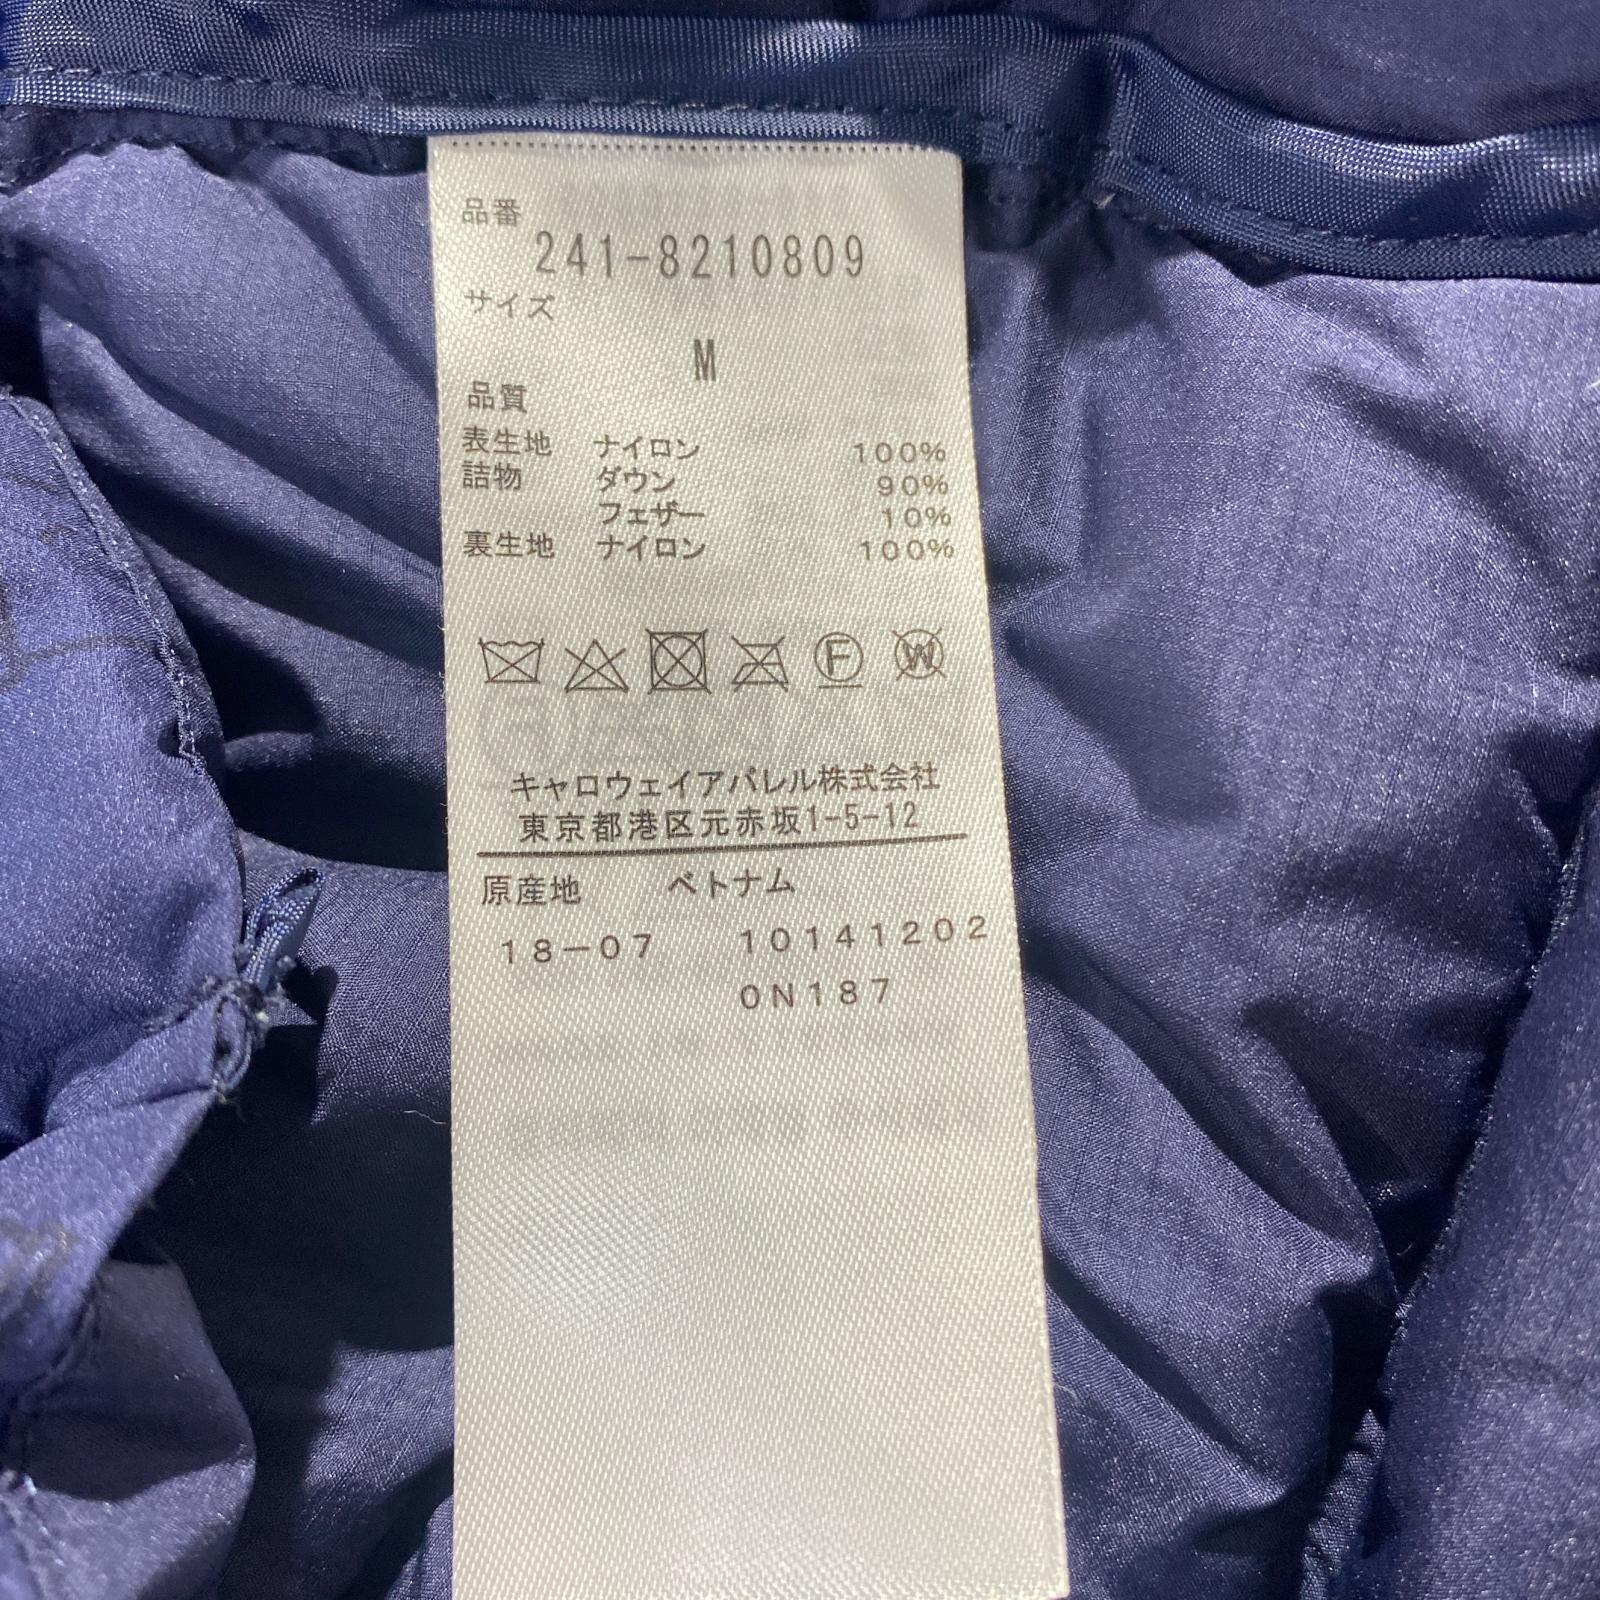 品番
241-8210809
サイズ
M
品質
表生地 ナイロン 100%
詰物 ダウン 90%
フェザー 10%
裏生地 ナイロン 100%
F W
キャロウェイアパレル株式会社
東京都港区元赤坂1-5-12
原産地 ベトナム
18-07 10141202
0N187